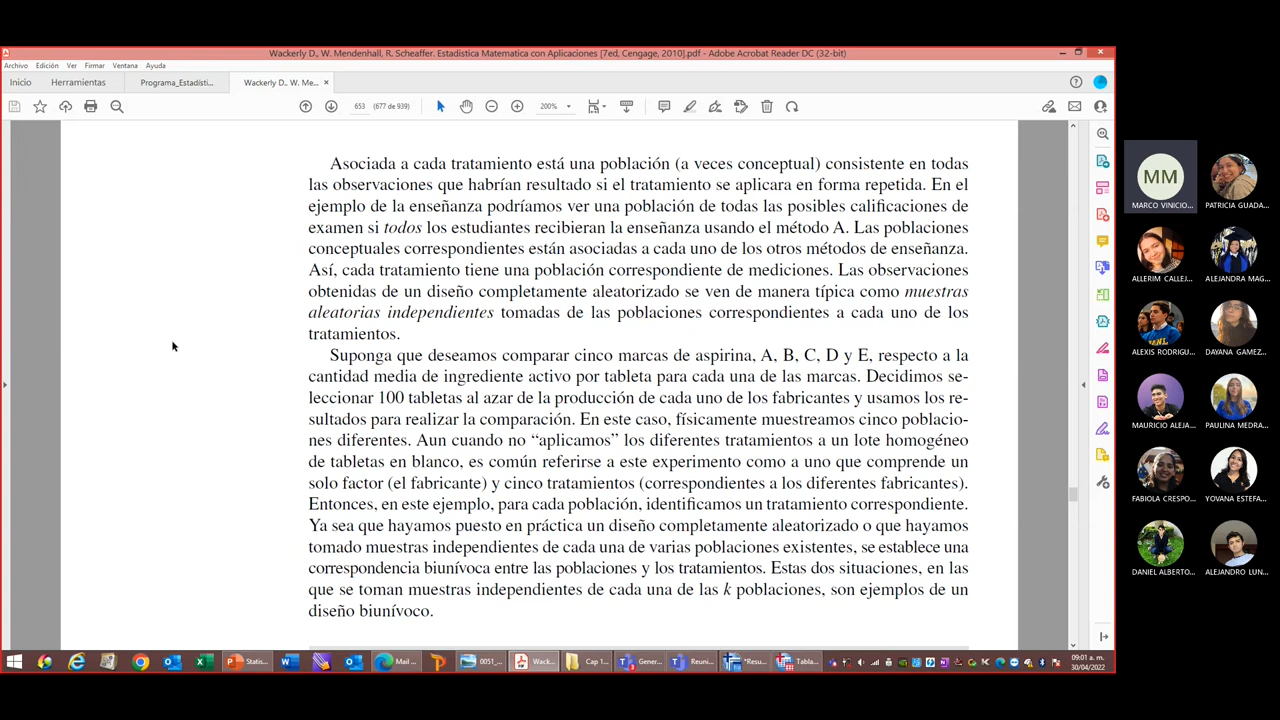 Wackerly D., W. Mendenhall, R. Scheaffer. Estadistica Matematica con Aplicaciones [7ed, Cengage, 2010].pdf - Adobe Acrobat Reader DC (32-bit)
Archivo Edición Ver Firmar Ventana Ayuda
Inicio Herramientas Programa_Estadísti... Wackerly D., W. Me... ×
653 (677 de 939) 200%
Asociada a cada tratamiento está una población (a veces conceptual) consistente en todas
las observaciones que habrían resultado si el tratamiento se aplicara en forma repetida. En el
ejemplo de la enseñanza podríamos ver una población de todas las posibles calificaciones de
examen si todos los estudiantes recibieran la enseñanza usando el método A. Las poblaciones
conceptuales correspondientes están asociadas a cada uno de los otros métodos de enseñanza.
Así, cada tratamiento tiene una población correspondiente de mediciones. Las observaciones
obtenidas de un diseño completamente aleatorizado se ven de manera típica como muestras
aleatorias independientes tomadas de las poblaciones correspondientes a cada uno de los
tratamientos.
Suponga que deseamos comparar cinco marcas de aspirina, A, B, C, D y E, respecto a la
cantidad media de ingrediente activo por tableta para cada una de las marcas. Decidimos se-
leccionar 100 tabletas al azar de la producción de cada uno de los fabricantes y usamos los re-
sultados para realizar la comparación. En este caso, físicamente muestreamos cinco poblacio-
nes diferentes. Aun cuando no “aplicamos” los diferentes tratamientos a un lote homogéneo
de tabletas en blanco, es común referirse a este experimento como a uno que comprende un
solo factor (el fabricante) y cinco tratamientos (correspondientes a los diferentes fabricantes).
Entonces, en este ejemplo, para cada población, identificamos un tratamiento correspondiente.
Ya sea que hayamos puesto en práctica un diseño completamente aleatorizado o que hayamos
tomado muestras independientes de cada una de varias poblaciones existentes, se establece una
correspondencia biunívoca entre las poblaciones y los tratamientos. Estas dos situaciones, en las
que se toman muestras independientes de cada una de las k poblaciones, son ejemplos de un
diseño biunívoco.
Statis... Mail ... 0051_... Wack... Cap 1... Gener... Reuni... *Resu... Tabla...
09:01 a. m.
30/04/2022
MM
MARCO VINICIO... PATRICIA GUADA...
ALLERIM CALLEJ... ALEJANDRA MAG...
ALEXIS RODRIGU... DAYANA GAMEZ...
MAURICIO ALEJA... PAULINA MEDRA...
FABIOLA CRESPO... YOVANA ESTEFA...
DANIEL ALBERTO... ALEJANDRO LUN...